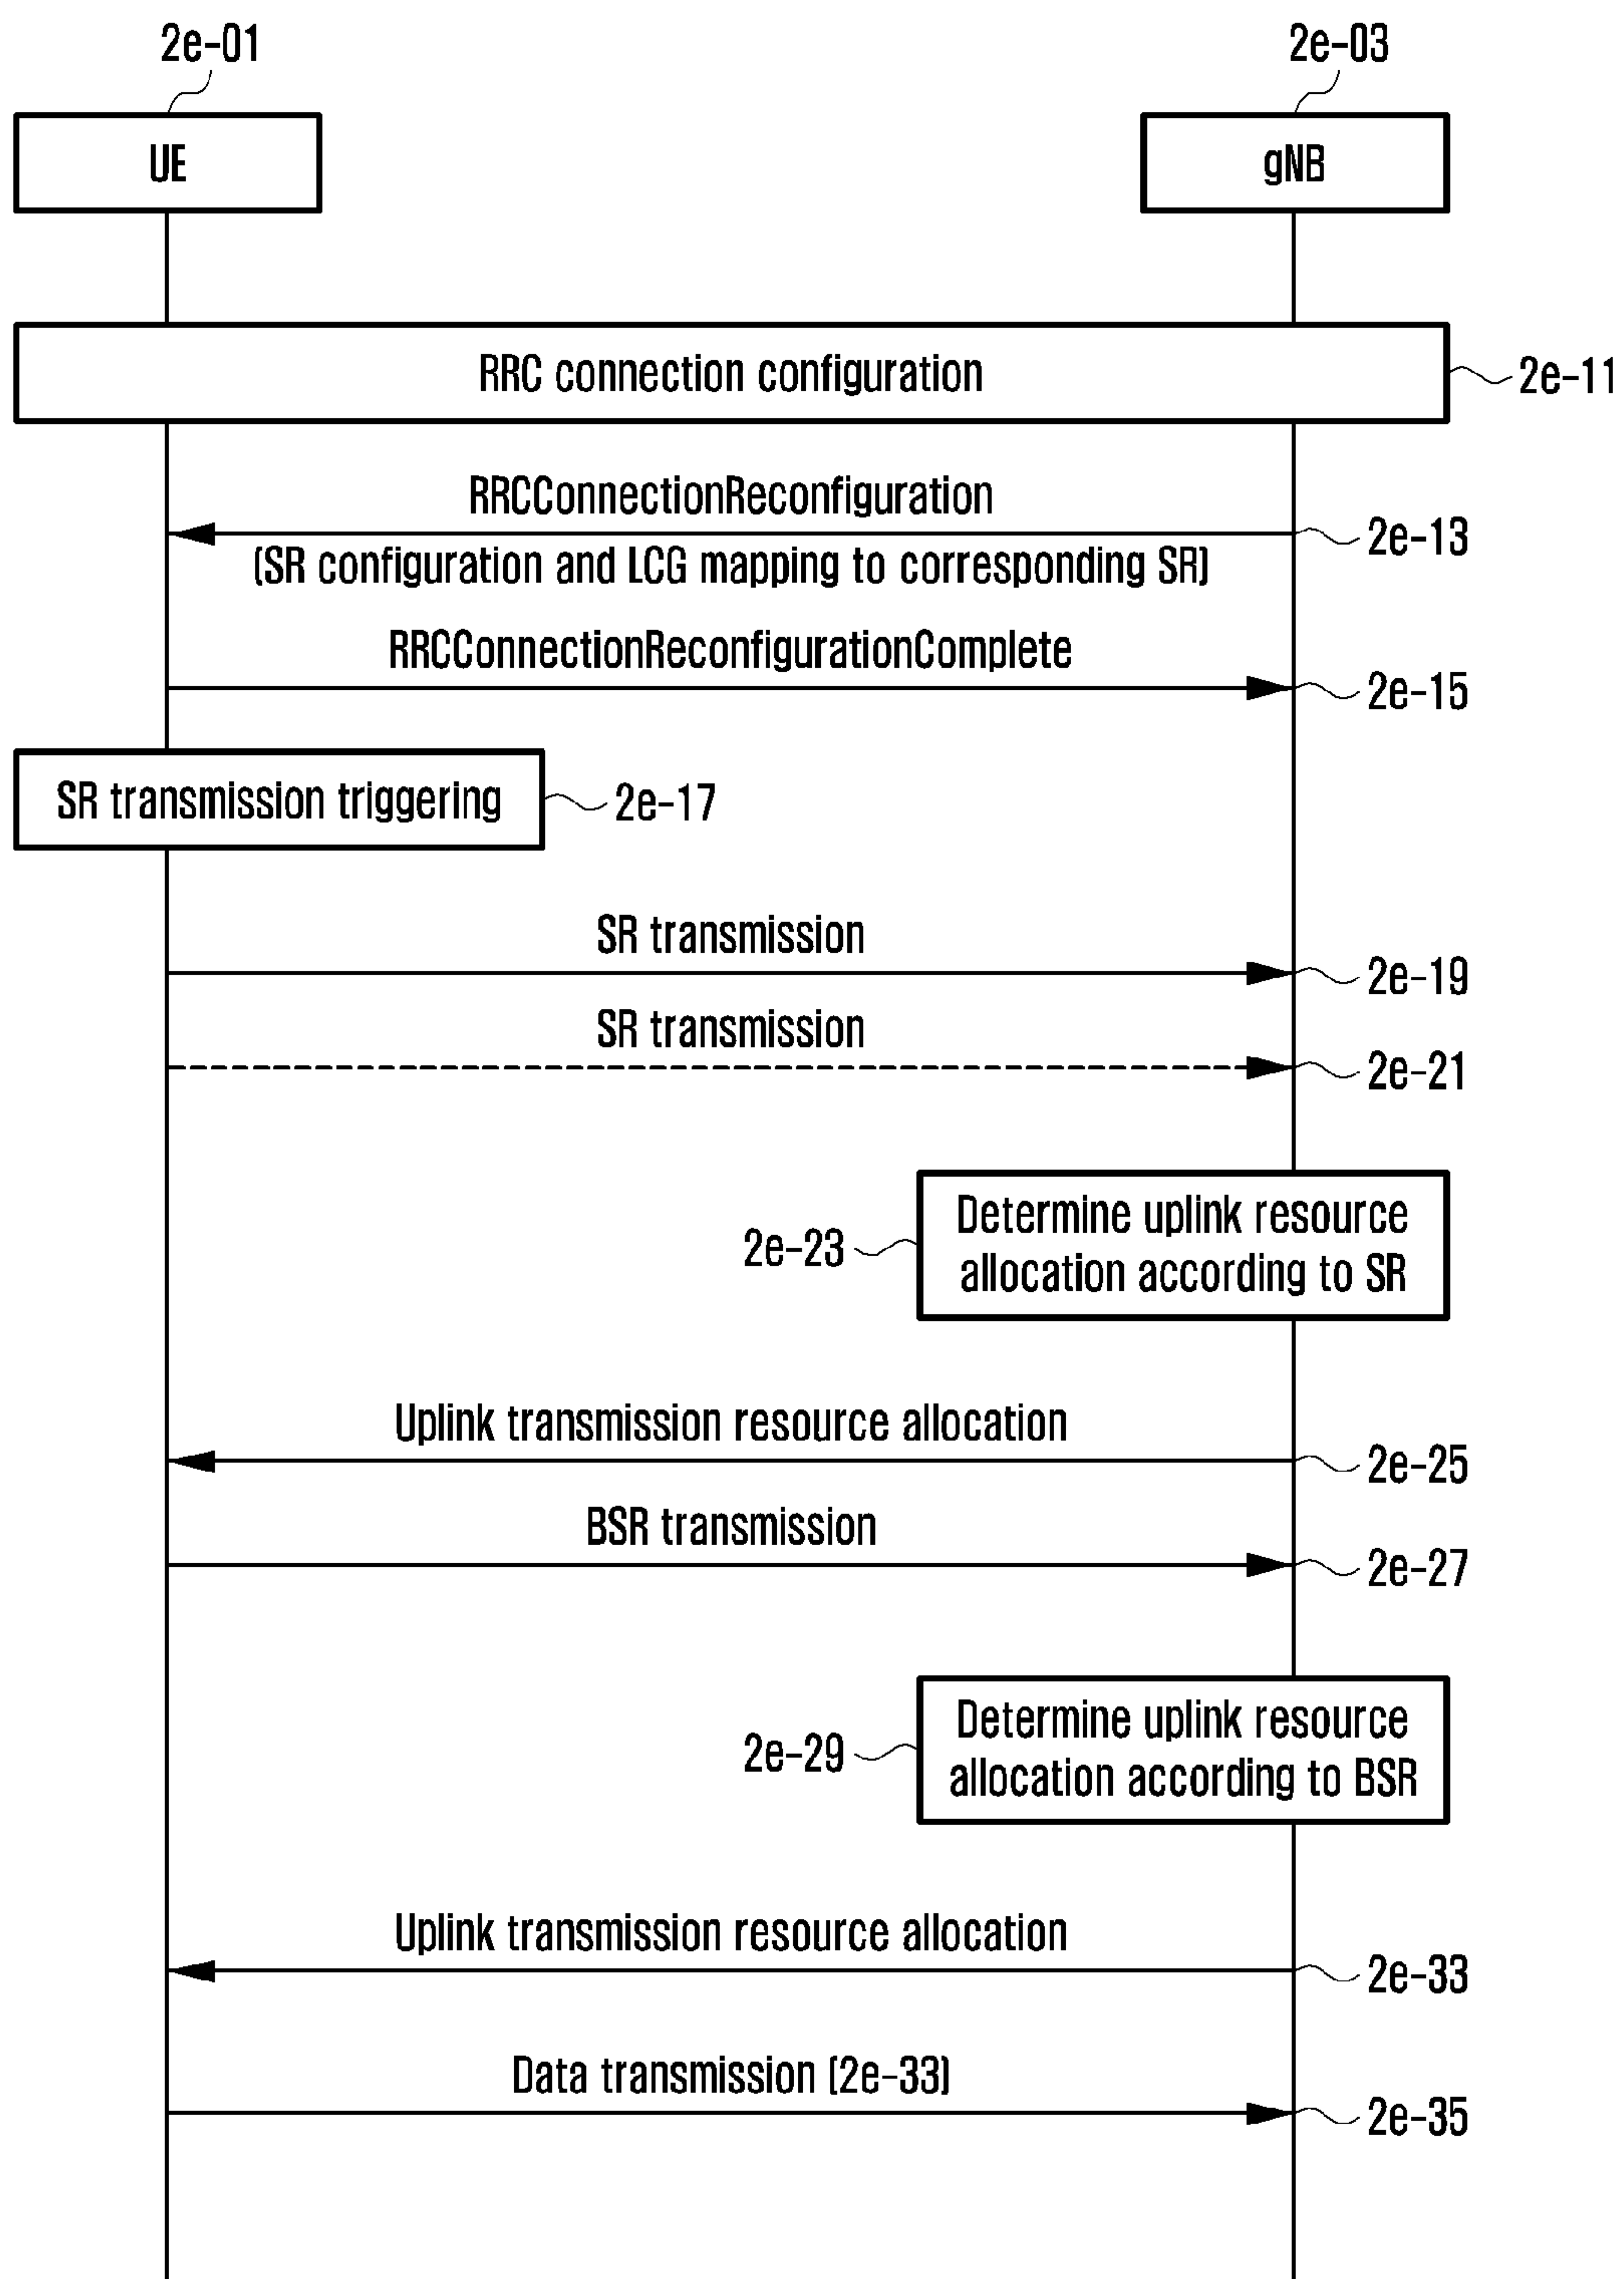 2e-01
2e-03
UE
gNB
RRC connection configuration
2e-11
RRCConnectionReconfiguration
2e-13
(SR configuration and LCG mapping to corresponding SR)
RRCConnectionReconfigurationComplete
2e-15
SR transmission triggering
2e-17
SR transmission
2e-19
SR transmission
2e-21
Determine uplink resource
allocation according to SR
2e-23
Uplink transmission resource allocation
2e-25
BSR transmission
2e-27
Determine uplink resource
allocation according to BSR
2e-29
Uplink transmission resource allocation
2e-33
Data transmission (2e-33)
2e-35